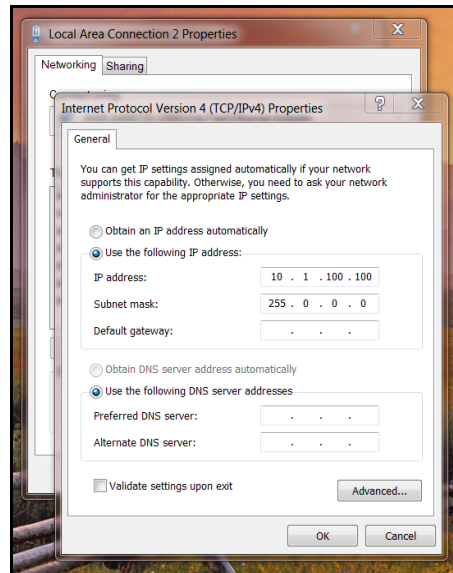 Local Area Connection 2 Properties
Networking Sharing
Internet Protocol Version 4 (TCP/IPv4) Properties
General
You can get IP settings assigned automatically if your network
supports this capability. Otherwise, you need to ask your network
administrator for the appropriate IP settings.
Obtain an IP address automatically
Use the following IP address:
IP address: 10 . 1 . 100 . 100
Subnet mask: 255 . 0 . 0 . 0
Default gateway: . . .
Obtain DNS server address automatically
Use the following DNS server addresses
Preferred DNS server: . . .
Alternate DNS server: . . .
Validate settings upon exit
Advanced...
OK Cancel